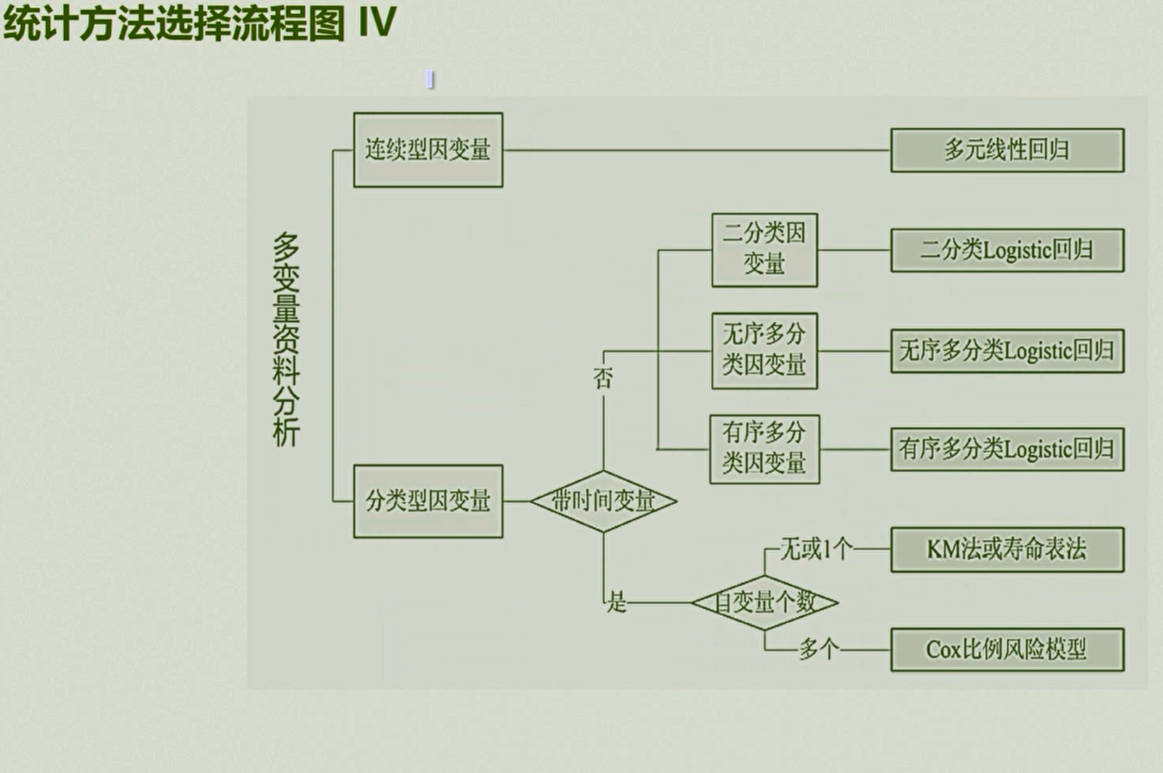 统计方法选择流程图 IV
多变量资料分析
连续型因变量
多元线性回归
二分类因
变量
二分类Logistic回归
无序多分
类因变量
无序多分类Logistic回归
否
有序多分
类因变量
有序多分类Logistic回归
分类型因变量
带时间变量
无或1个
KM法或寿命表法
是
自变量个数
多个
Cox比例风险模型